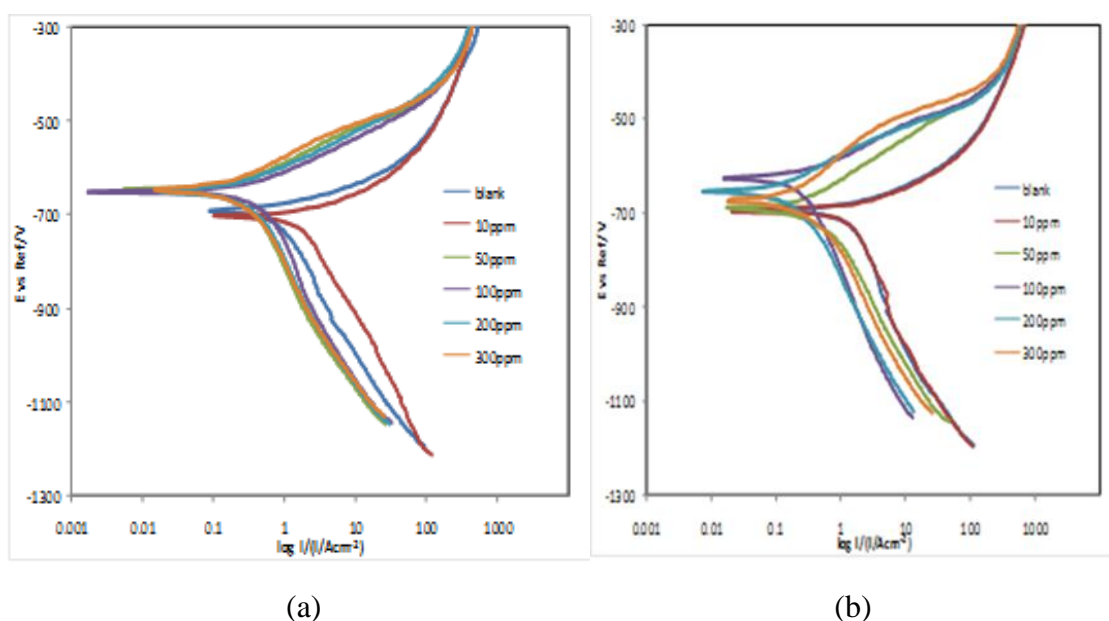 -300
-500
-700
-900
-1100
-1300
E vs Ref/V
0.001 0.01 0.1 1 10 100 1000
log I/(I/Acm-2)
blank
10ppm
50ppm
100ppm
200ppm
300ppm
(a)
-300
-500
-700
-900
-1100
-1300
E vs Ref/V
0.001 0.01 0.1 1 10 100 1000
log I/(I/Acm-2)
blank
10ppm
50ppm
100ppm
200ppm
300ppm
(b)